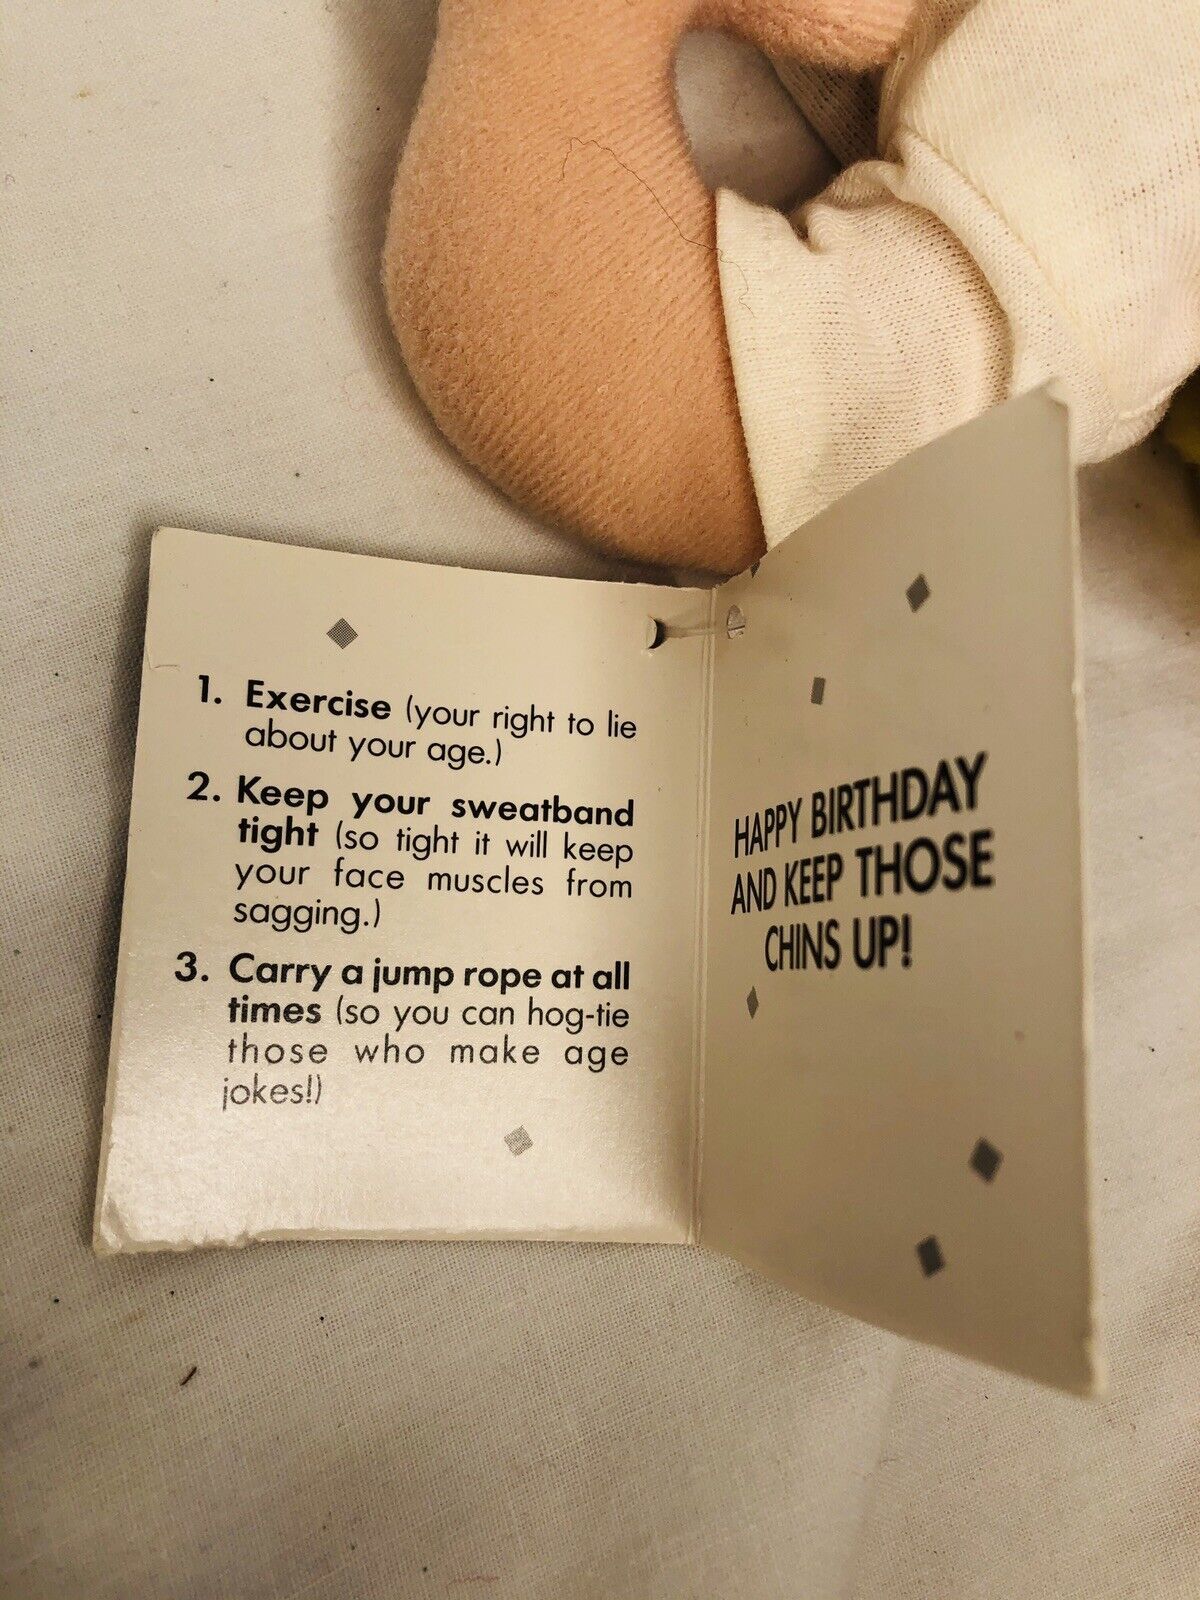 1. Exercise (your right to lie
about your age.)
2. Keep your sweatband
tight (so tight it will keep
your face muscles from
sagging.)
3. Carry a jump rope at all
times (so you can hog-tie
those who make age
jokes!)
HAPPY BIRTHDAY
AND KEEP THOSE
CHINS UP!